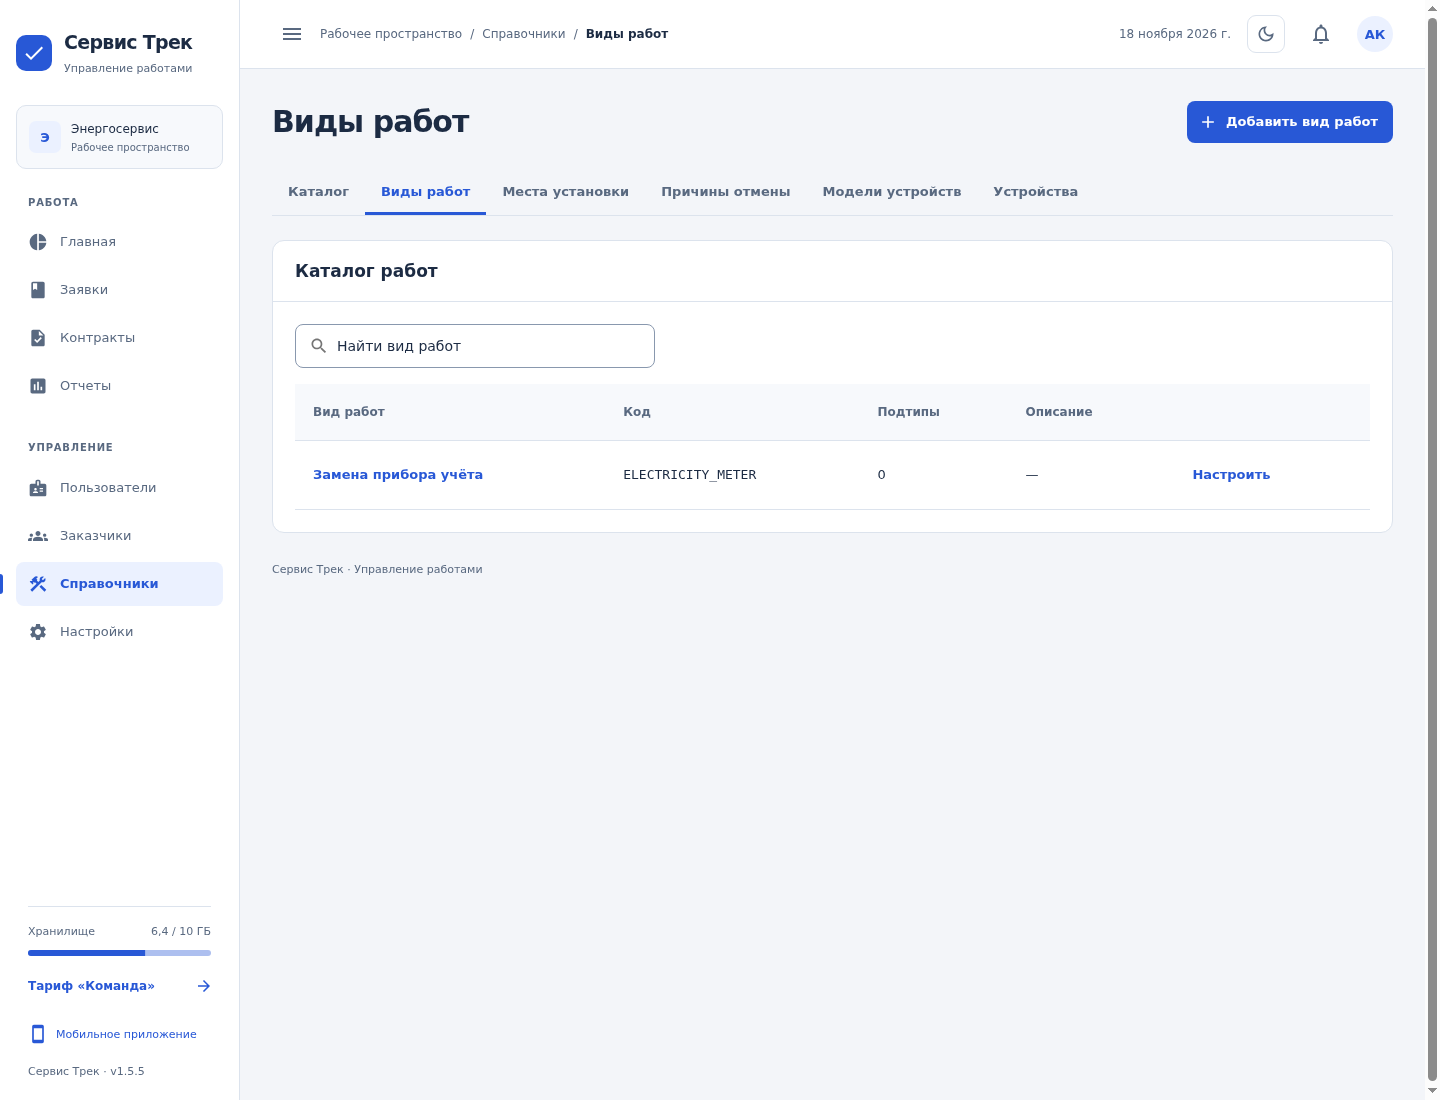 Сервис Трек
Управление работами
Э
Энергосервис
Рабочее пространство
РАБОТА
Главная
Заявки
Контракты
Отчеты
УПРАВЛЕНИЕ
Пользователи
Заказчики
Справочники
Настройки
Хранилище 6,4 / 10 ГБ
Тариф «Команда»
Мобильное приложение
Сервис Трек · v1.5.5
Рабочее пространство / Справочники / Виды работ
18 ноября 2026 г.
АК
Виды работ
Добавить вид работ
Каталог Виды работ Места установки Причины отмены Модели устройств Устройства
Каталог работ
Найти вид работ
Вид работ Код Подтипы Описание
Замена прибора учёта ELECTRICITY_METER 0 — Настроить
Сервис Трек · Управление работами